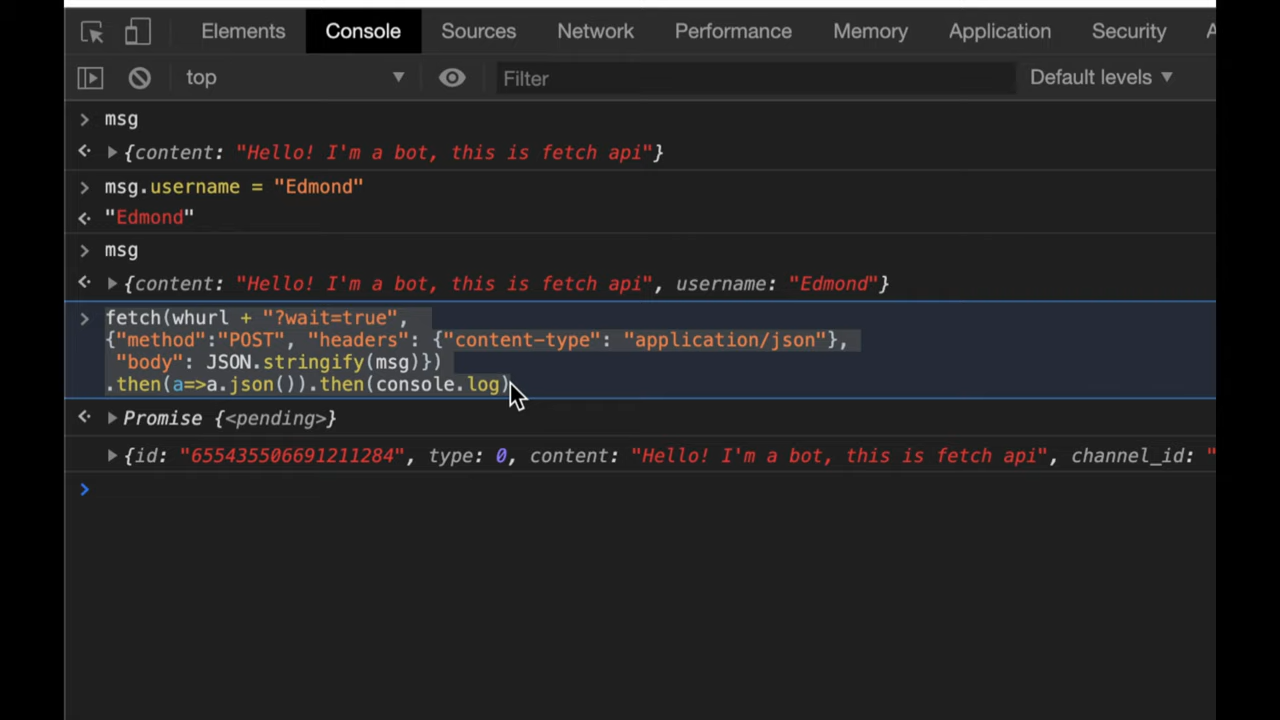 Elements Console Sources Network Performance Memory Application Security
top Filter Default levels
> msg
{content: "Hello! I'm a bot, this is fetch api"}
> msg.username = "Edmond"
"Edmond"
> msg
{content: "Hello! I'm a bot, this is fetch api", username: "Edmond"}
> fetch(whurl + "?wait=true",
{"method":"POST", "headers": {"content-type": "application/json"},
"body": JSON.stringify(msg)})
.then(a=>a.json()).then(console.log)
Promise {<pending>}
{id: "655435506691211284", type: 0, content: "Hello! I'm a bot, this is fetch api", channel_id: "
>